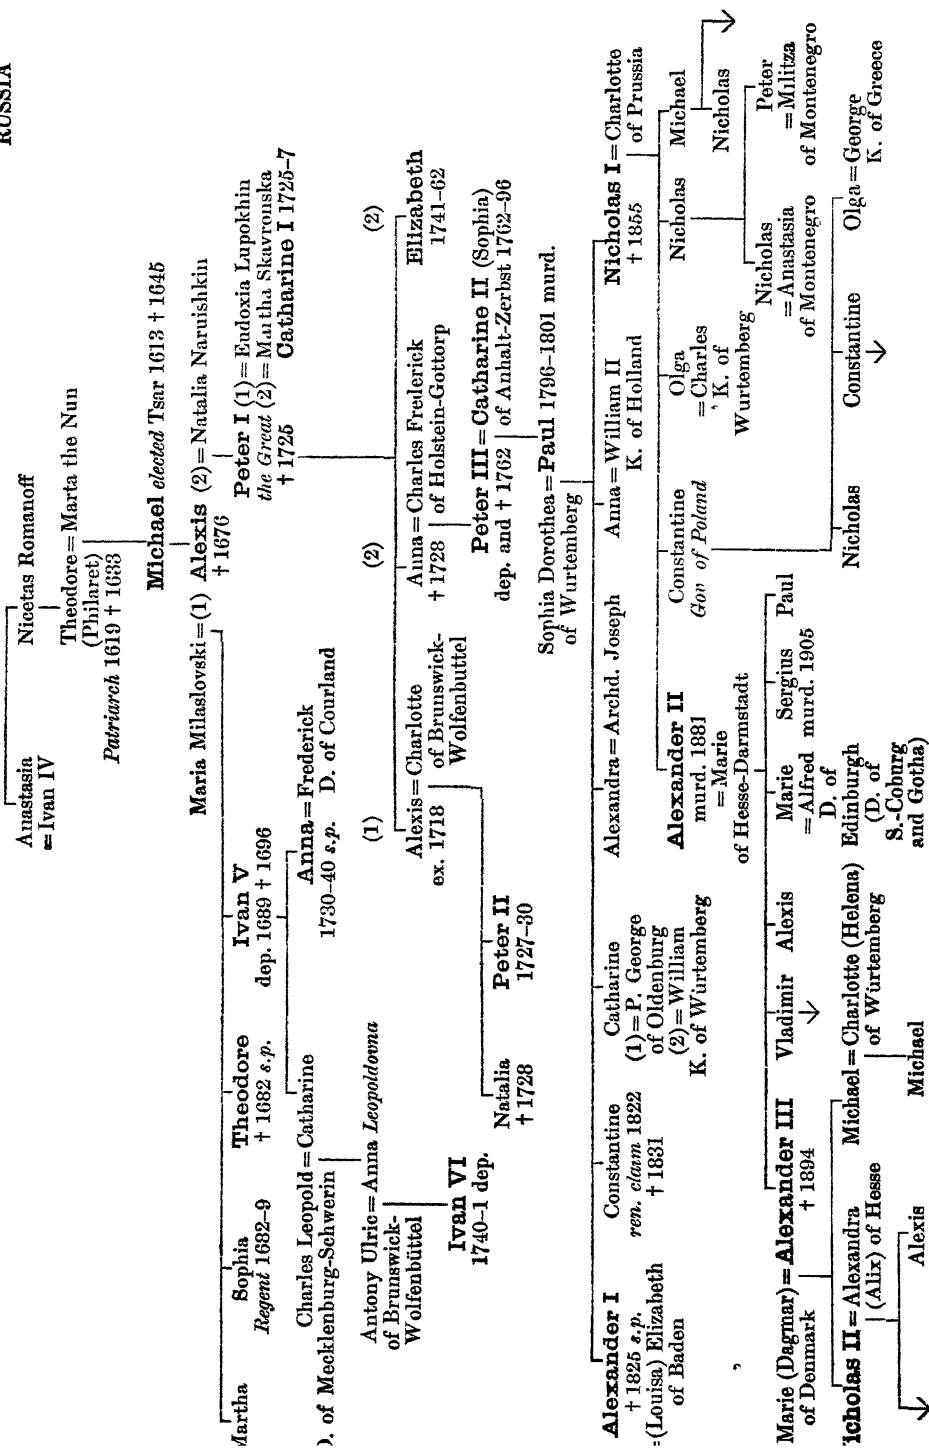 RUSSIA
Anastasia
= Ivan IV
Nicetas Romanoff
Theodore = Marta the Nun
(Philaret)
Patriarch 1619 † 1633
Michael elected Tsar 1613 † 1645
Maria Milaslovski = (1) Alexis (2) = Natalia Naruishkin
† 1676
Martha
Sophia
Regent 1682-9
Theodore
† 1682 s.p.
Ivan V
dep. 1689 † 1696
Peter I (1) = Eudoxia Lupokhin
the Great (2) = Martha Skavronska
† 1725 Catharine I 1725-7
Charles Leopold = Catharine
D. of Mecklenburg-Schwerin
Anna = Frederick
1730-40 s.p. D. of Courland
Antony Ulric = Anna Leopoldovna
of Brunswick-
Wolfenbüttel
Ivan VI
1740-1 dep.
(1)
Alexis = Charlotte
ex. 1718 of Brunswick-
Wolfenbuttel
(2)
Anna = Charles Frederick
† 1728 of Holstein-Gottorp
(2)
Elizabeth
1741-62
Natalia
† 1728
Peter II
1727-30
Peter III = Catharine II (Sophia)
dep. and † 1762 of Anhalt-Zerbst 1762-96
Sophia Dorothea = Paul 1796-1801 murd.
of Wurtemberg
Alexander I
† 1825 s.p.
= (Louisa) Elizabeth
of Baden
Constantine
ren. claim 1822
† 1831
Catharine
(1) = P. George
of Oldenburg
(2) = William
K. of Wurtemberg
Alexandra = Archd. Joseph
Anna = William II
K. of Holland
Nicholas I = Charlotte
† 1855 of Prussia
Alexander II
murd. 1881
= Marie
of Hesse-Darmstadt
Constantine
Gov of Poland
Olga
= Charles
K. of
Wurtemberg
Nicholas
Michael
Nicholas
Nicholas
= Anastasia
of Montenegro
Peter
= Militza
of Montenegro
Marie (Dagmar) = Alexander III
of Denmark † 1894
Vladimir
Alexis
Marie
= Alfred
D. of
Edinburgh
(D. of
S.-Coburg
and Gotha)
Sergius
murd. 1905
Paul
Nicholas
Constantine
Olga = George
K. of Greece
Nicholas II = Alexandra
(Alix) of Hesse
Michael = Charlotte (Helena)
of Würtemberg
Alexis
Michael